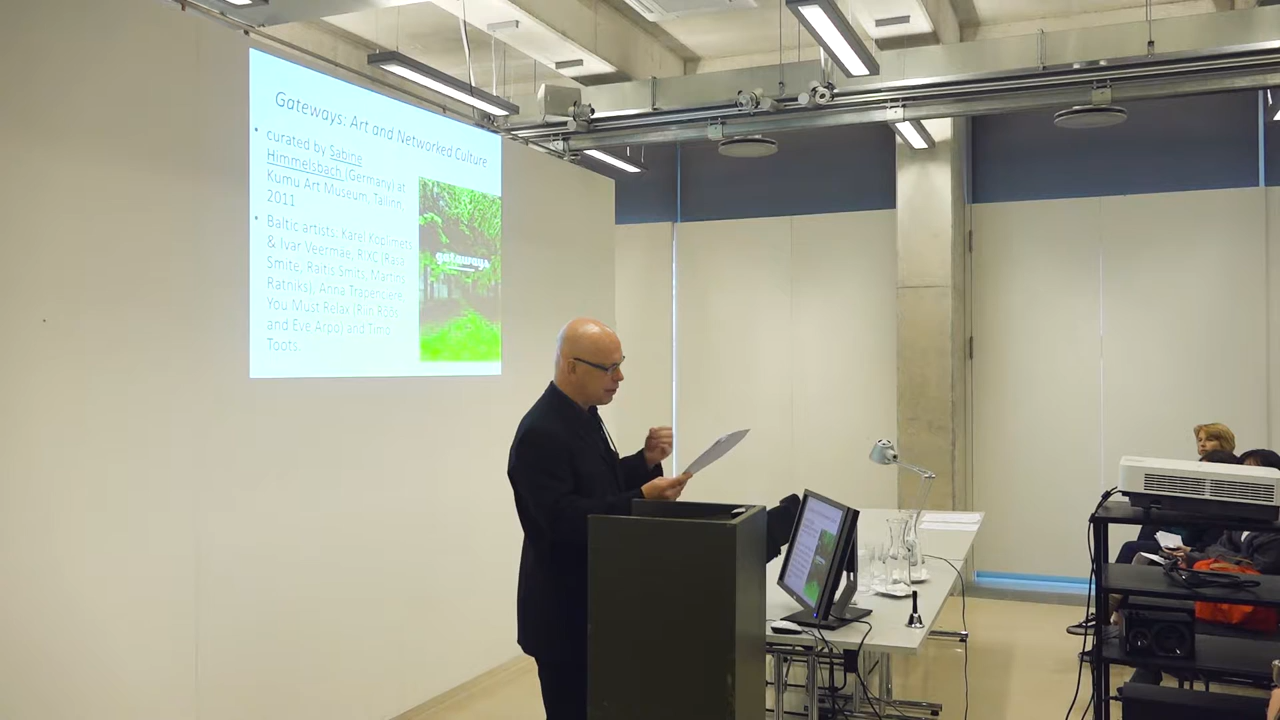 Gateways: Art and Networked Culture
• curated by Sabine
Himmelsbach (Germany) at
Kumu Art Museum, Tallinn,
2011
• Baltic artists: Karel Koplimets
& Ivar Veermäe, RIXC (Rasa
Smite, Raitis Smits, Martins
Ratniks), Anna Trapenciere,
You Must Relax (Riin Rõõs
and Eve Arpo) and Timo
Toots.
gateways